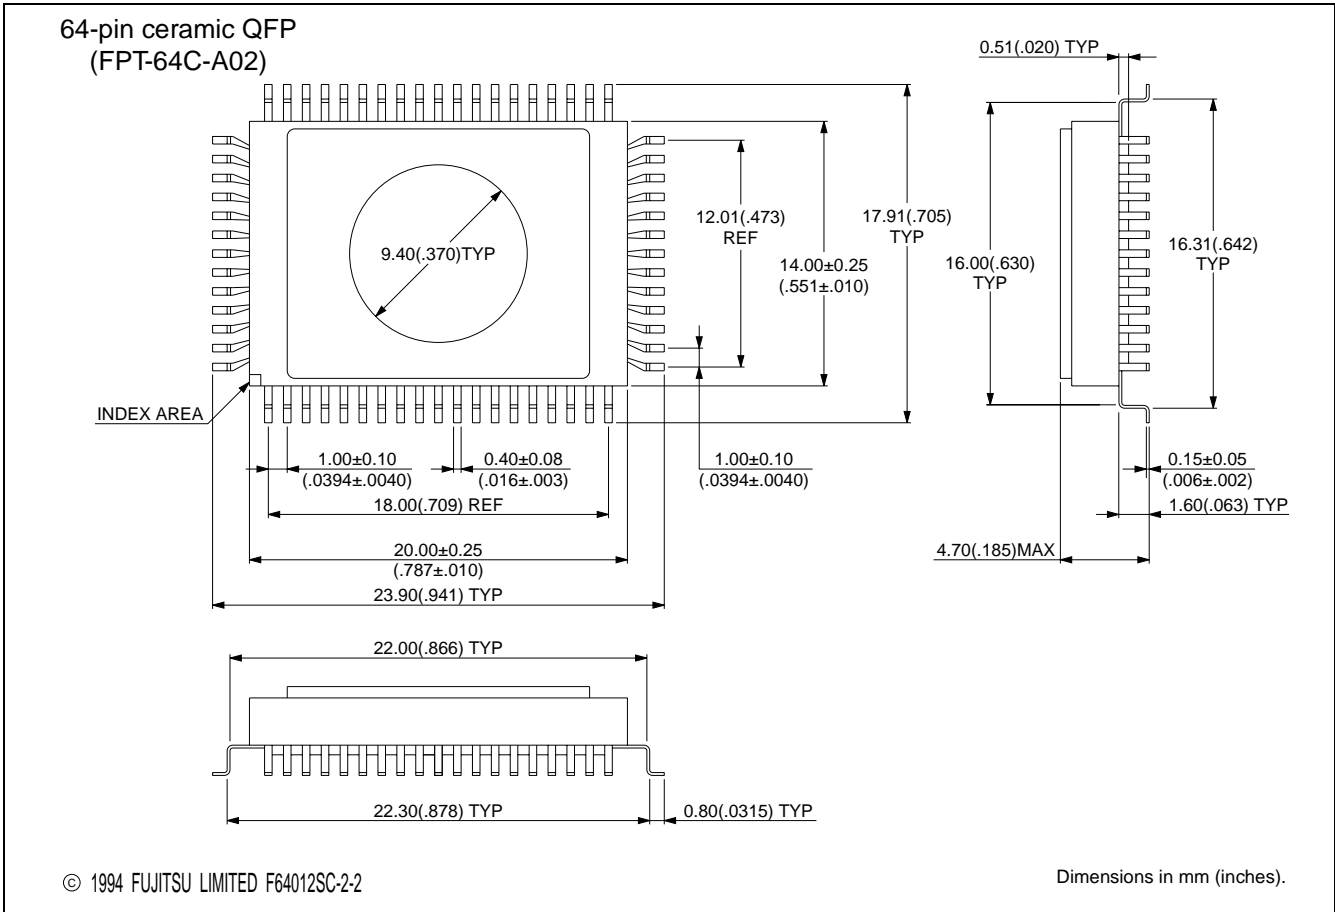 64-pin ceramic QFP
(FPT-64C-A02)
0.51(.020) TYP
9.40(.370)TYP
12.01(.473)
REF
14.00±0.25
(.551±.010)
17.91(.705)
TYP
16.00(.630)
TYP
16.31(.642)
TYP
INDEX AREA
1.00±0.10
(.0394±.0040)
0.40±0.08
(.016±.003)
1.00±0.10
(.0394±.0040)
0.15±0.05
(.006±.002)
18.00(.709) REF
1.60(.063) TYP
20.00±0.25
(.787±.010)
4.70(.185)MAX
23.90(.941) TYP
22.00(.866) TYP
22.30(.878) TYP
0.80(.0315) TYP
© 1994 FUJITSU LIMITED F64012SC-2-2
Dimensions in mm (inches).